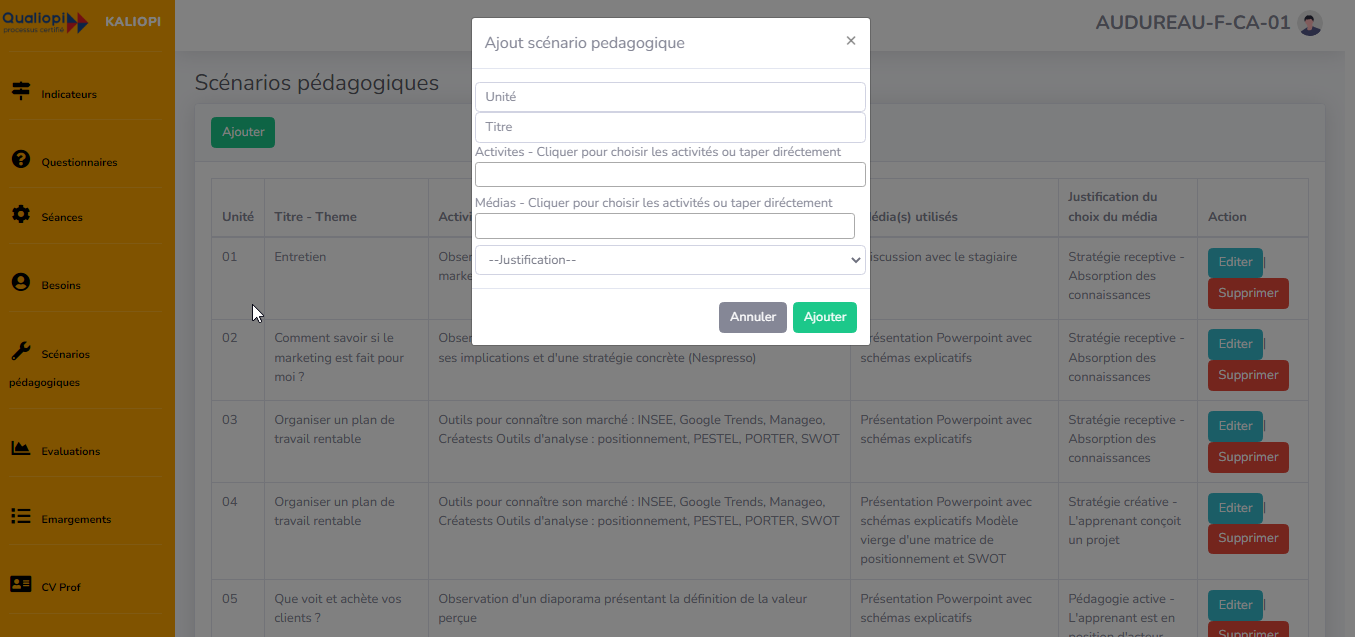 Qualiopi
processus certifié
KALIOPI
Indicateurs
Questionnaires
Séances
Besoins
Scénarios
pédagogiques
Evaluations
Emargements
CV Prof
AUDUREAU-F-CA-01
Scénarios pédagogiques
Ajouter
Ajout scénario pedagogique
×
Unité
Titre
Activites - Cliquer pour choisir les activités ou taper diréctement
Médias - Cliquer pour choisir les activités ou taper diréctement
--Justification--
Annuler
Ajouter
Unité
Titre - Theme
Activi
édia(s) utilisés
Justification du
choix du média
Action
01
Entretien
Obser
marke
iscussion avec le stagiaire
Stratégie receptive -
Absorption des
connaissances
Editer |
Supprimer
02
Comment savoir si le
marketing est fait pour
moi ?
Obser
ses implications et d'une stratégie concrète (Nespresso)
résentation Powerpoint avec
schémas explicatifs
Stratégie receptive -
Absorption des
connaissances
Editer |
Supprimer
03
Organiser un plan de
travail rentable
Outils pour connaître son marché : INSEE, Google Trends, Manageo,
Créatests Outils d'analyse : positionnement, PESTEL, PORTER, SWOT
Présentation Powerpoint avec
schémas explicatifs
Stratégie receptive -
Absorption des
connaissances
Editer |
Supprimer
04
Organiser un plan de
travail rentable
Outils pour connaître son marché : INSEE, Google Trends, Manageo,
Créatests Outils d'analyse : positionnement, PESTEL, PORTER, SWOT
Présentation Powerpoint avec
schémas explicatifs Modèle
vierge d'une matrice de
positionnement et SWOT
Stratégie créative -
L'apprenant conçoit
un projet
Editer |
Supprimer
05
Que voit et achète vos
clients ?
Observation d'un diaporama présentant la définition de la valeur
perçue
Présentation Powerpoint avec
schémas explicatifs
Pédagogie active -
L'apprenant est en
position d'acteur
Editer |
Supprimer